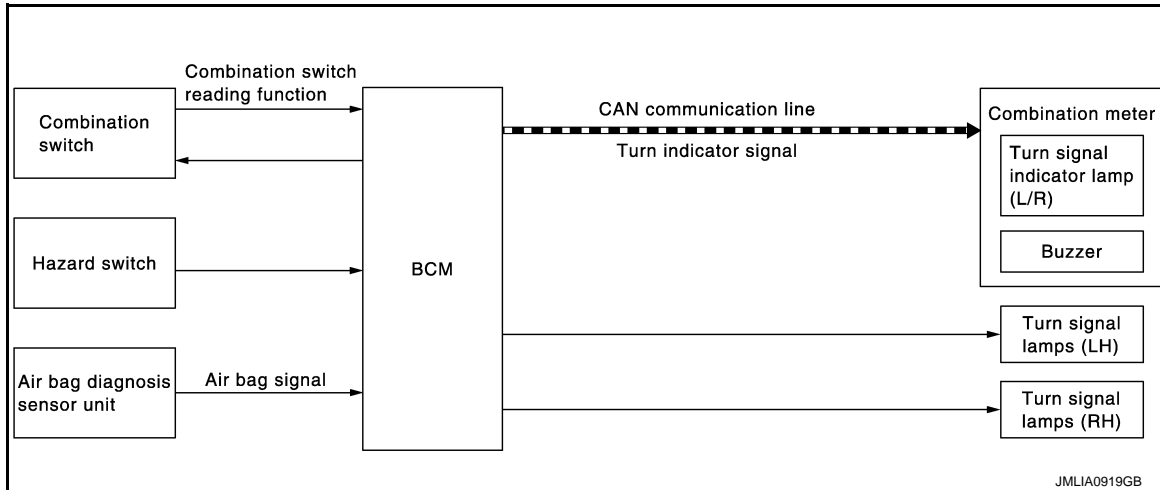 Combination switch
reading function
Combination
switch
Hazard switch
Air bag diagnosis
sensor unit
Air bag signal
BCM
CAN communication line
Turn indicator signal
Combination meter
Turn signal
indicator lamp
(L/R)
Buzzer
Turn signal
lamps (LH)
Turn signal
lamps (RH)
JMLIA0919GB